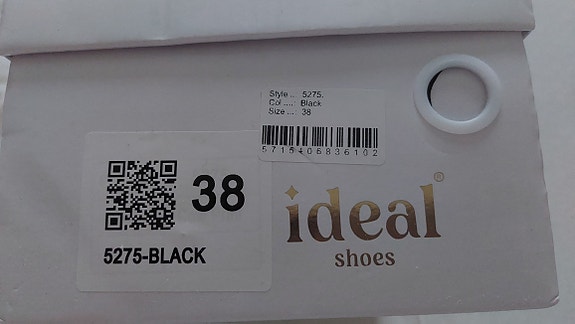 Style .. 5275.
Col ....: Black
Size ... 38
5715406836102
38
5275-BLACK
ideal®
shoes